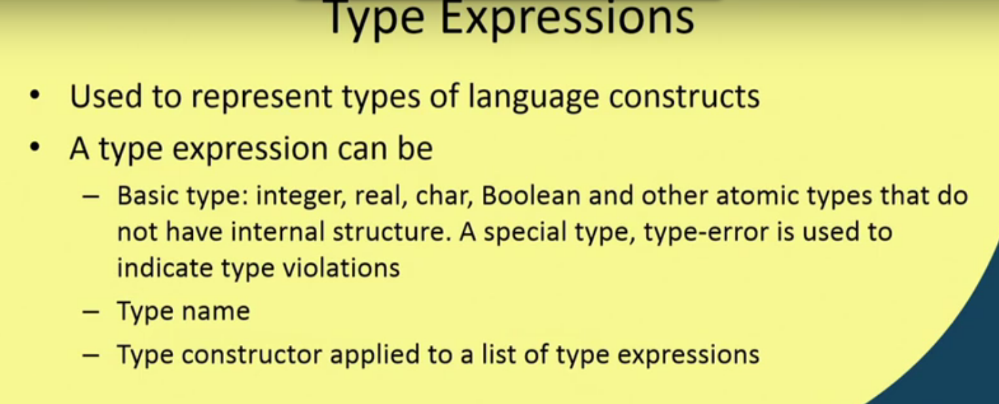 Type Expressions
• Used to represent types of language constructs
• A type expression can be
– Basic type: integer, real, char, Boolean and other atomic types that do
not have internal structure. A special type, type-error is used to
indicate type violations
– Type name
– Type constructor applied to a list of type expressions